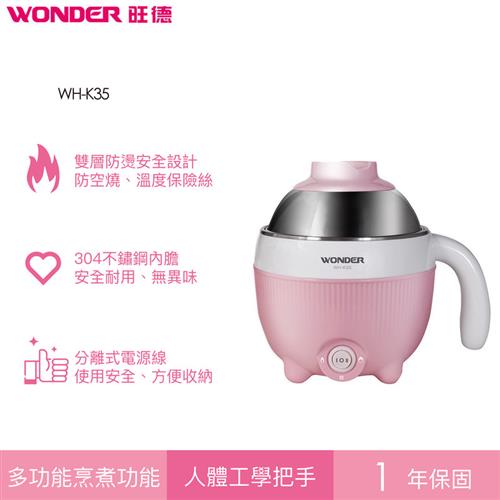 WONDER 旺德
WH-K35
雙層防燙安全設計
防空燒、溫度保險絲
304不鏽鋼內膽
安全耐用、無異味
分離式電源線
使用安全、方便收納
WONDER
WH-K35
多功能烹煮功能
人體工學把手
1 年保固